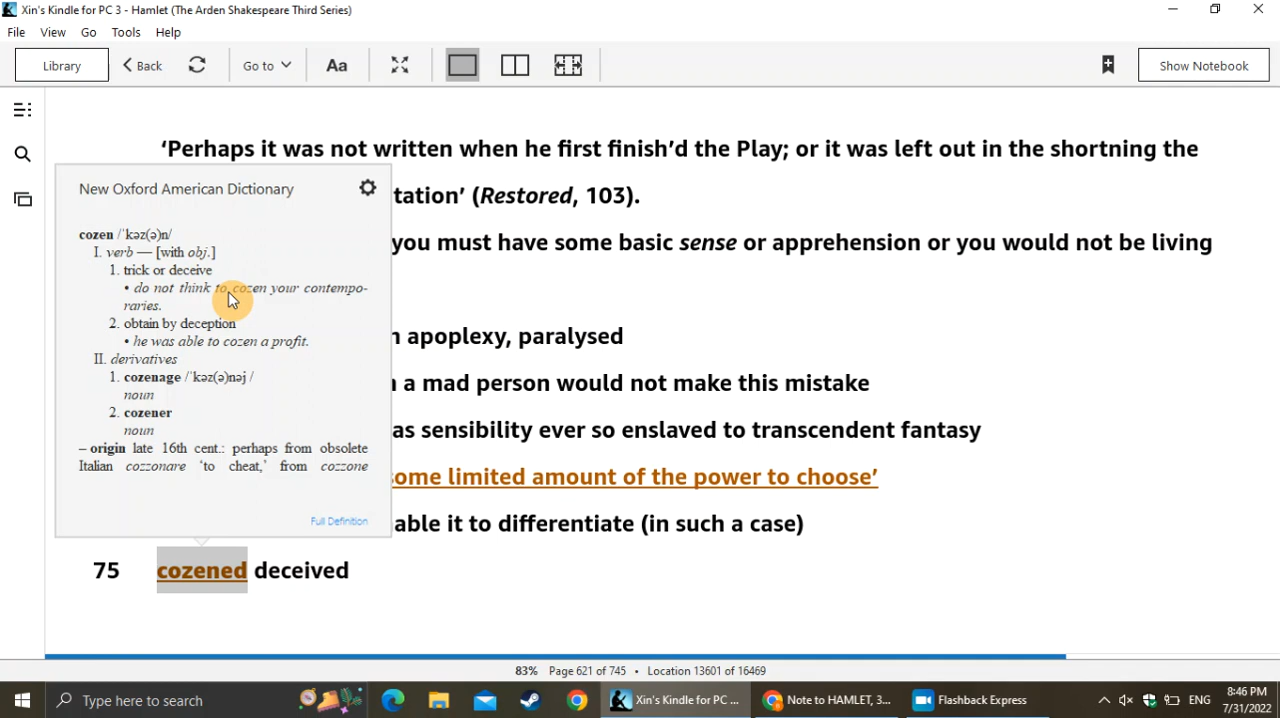 Xin's Kindle for PC 3 - Hamlet (The Arden Shakespeare Third Series)
File View Go Tools Help
Library Back Go to Aa Show Notebook
‘Perhaps it was not written when he first finish’d the Play; or it was left out in the shortning the
tation’ (Restored, 103).
you must have some basic sense or apprehension or you would not be living
apoplexy, paralysed
a mad person would not make this mistake
as sensibility ever so enslaved to transcendent fantasy
some limited amount of the power to choose’
able it to differentiate (in such a case)
75 cozened deceived
New Oxford American Dictionary
cozen /ˈkəz(ə)n/
I. verb — [with obj.]
1. trick or deceive
• do not think to cozen your contempo-
raries.
2. obtain by deception
• he was able to cozen a profit.
II. derivatives
1. cozenage /ˈkəz(ə)nəj /
noun
2. cozener
noun
– origin late 16th cent.: perhaps from obsolete
Italian cozzonare ‘to cheat,’ from cozzone
Full Definition
83% Page 621 of 745 • Location 13601 of 16469
Type here to search Xin's Kindle for PC ... Note to HAMLET, 3... Flashback Express ENG 8:46 PM
7/31/2022